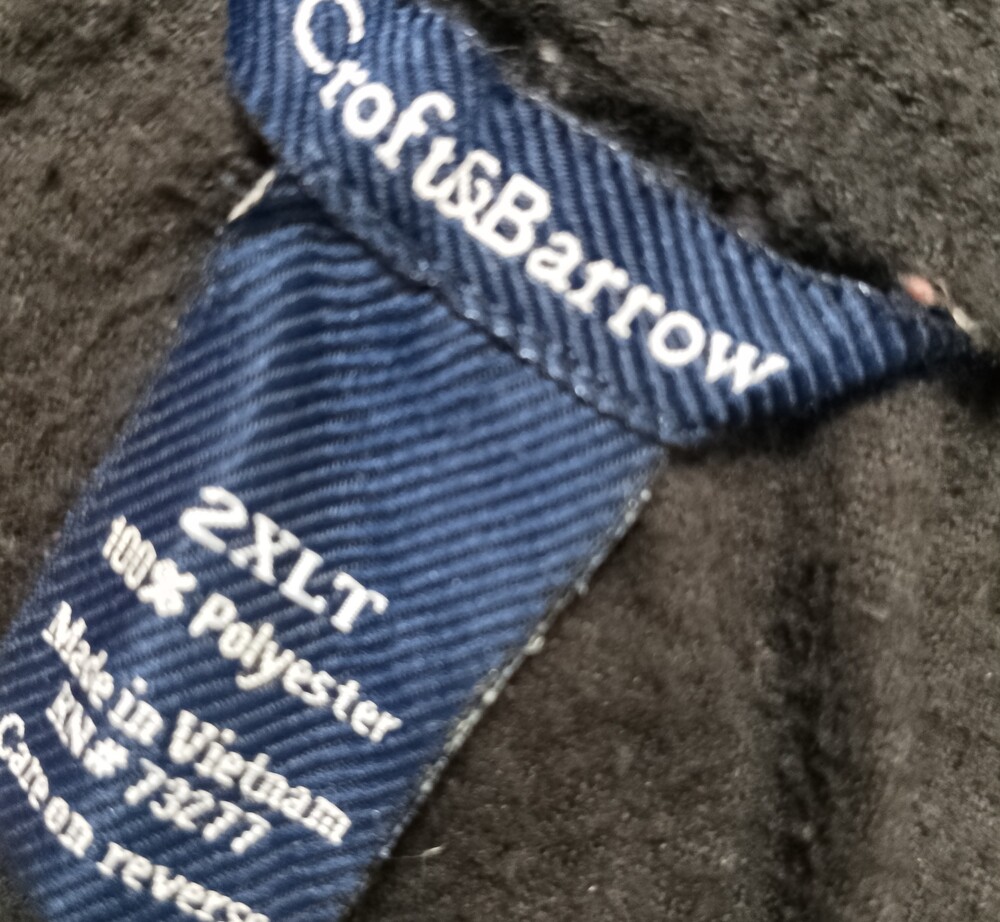 Croft&Barrow
2XLT
100% Polyester
Made in Vietnam
RN# 73277
Care on reverse